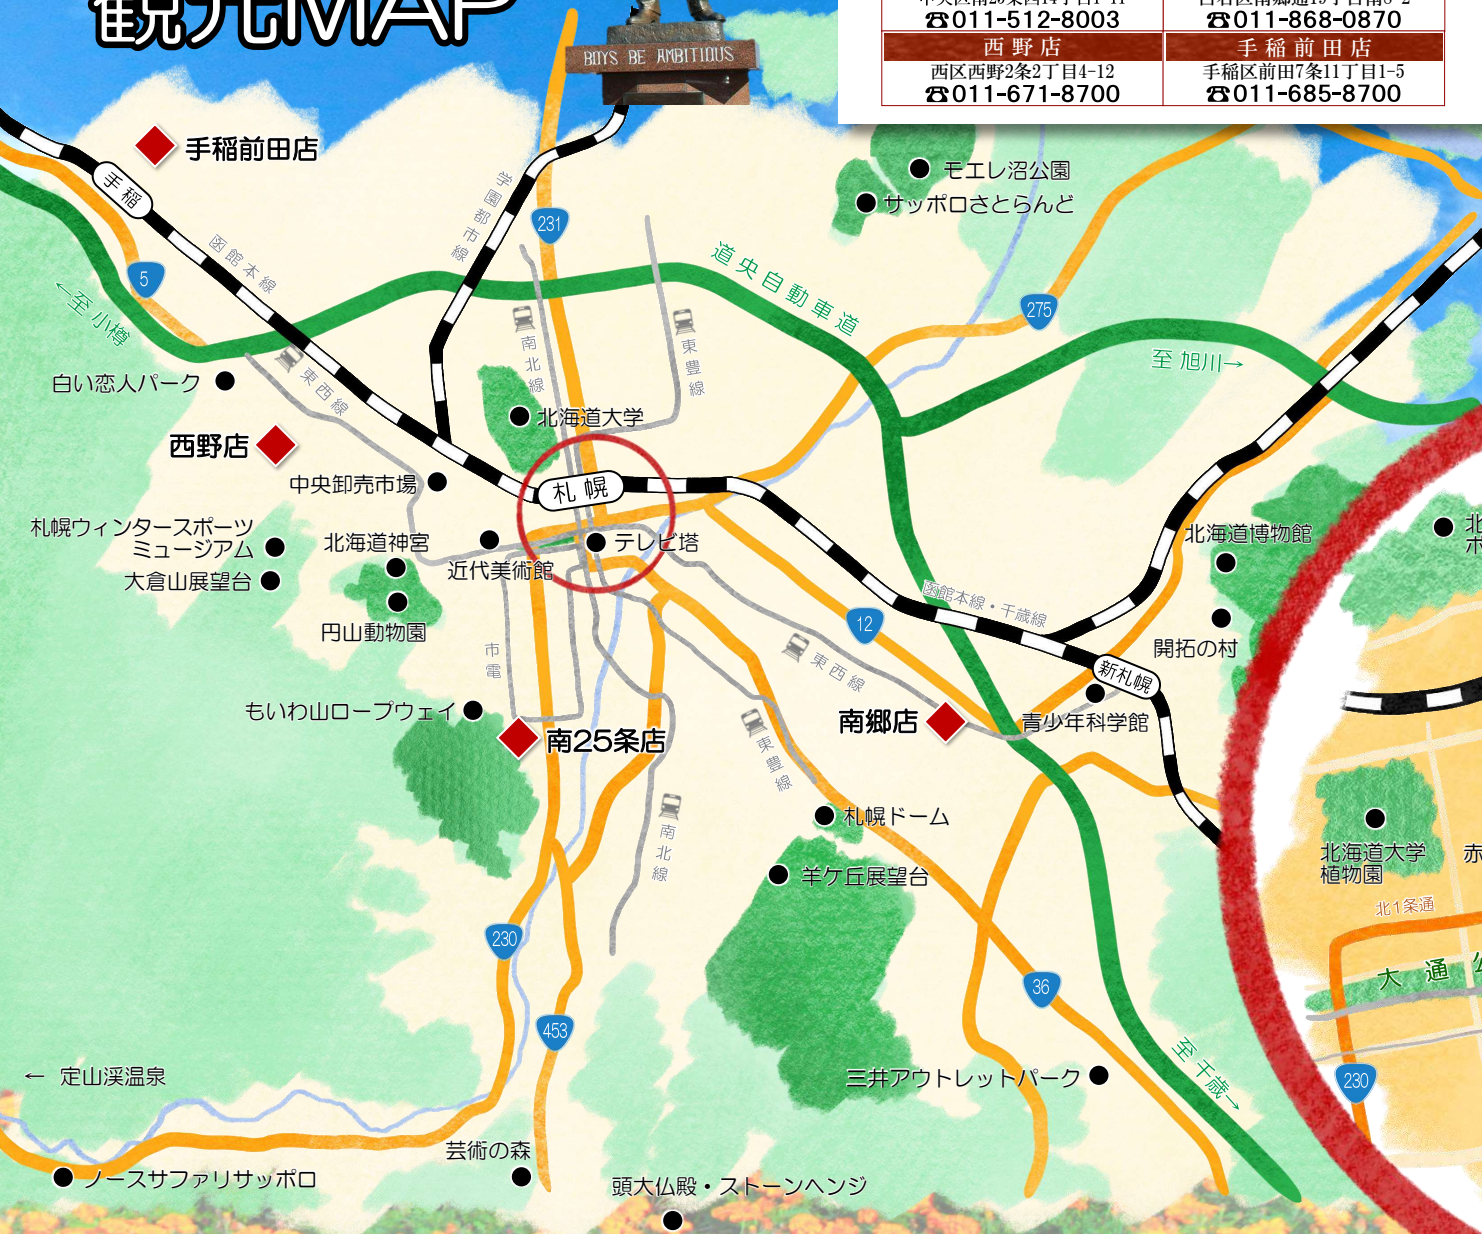 観光MAP
BOYS BE AMBITIOUS
☎011-512-8003
☎011-868-0870
西野店
手稲前田店
西区西野2条2丁目4-12
手稲区前田7条11丁目1-5
☎011-671-8700
☎011-685-8700
手稲前田店
手稲
函館本線
学園都市線
231
5
←至 小樽
モエレ沼公園
サッポロさとらんど
道央自動車道
275
至 旭川→
南北線
東豊線
東西線
白い恋人パーク
北海道大学
西野店
中央卸売市場
札幌
札幌ウィンタースポーツ
ミュージアム
大倉山展望台
北海道神宮
近代美術館
テレビ塔
円山動物園
市電
北海道博物館
函館本線・千歳線
12
開拓の村
新札幌
東西線
もいわ山ロープウェイ
南25条店
南郷店
青少年科学館
東豊線
南北線
札幌ドーム
羊ケ丘展望台
北海道大学
植物園
赤
北
ポ
北1条通
大通公
230
230
453
36
至 千歳→
三井アウトレットパーク
← 定山渓温泉
ノースサファリサッポロ
芸術の森
頭大仏殿・ストーンヘンジ